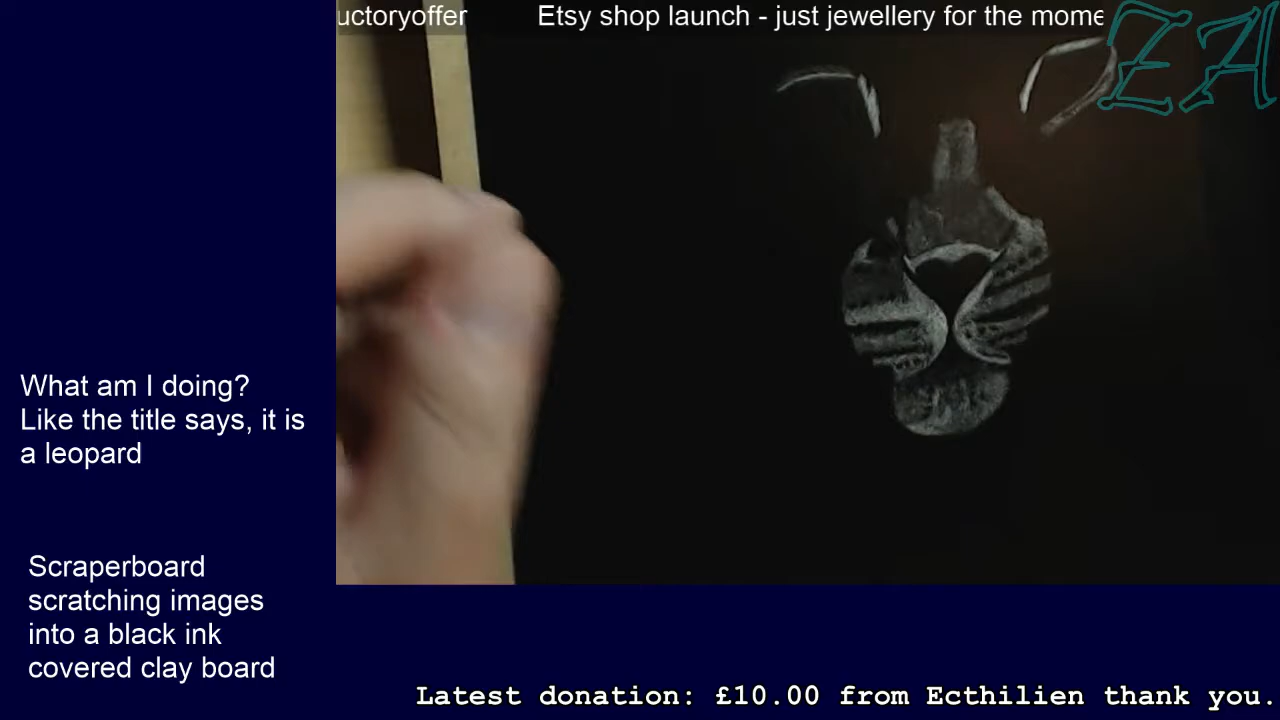 uctoryoffer Etsy shop launch - just jewellery for the mome
ZA
What am I doing?
Like the title says, it is
a leopard
Scraperboard
scratching images
into a black ink
covered clay board
Latest donation: £10.00 from Ecthilien thank you.